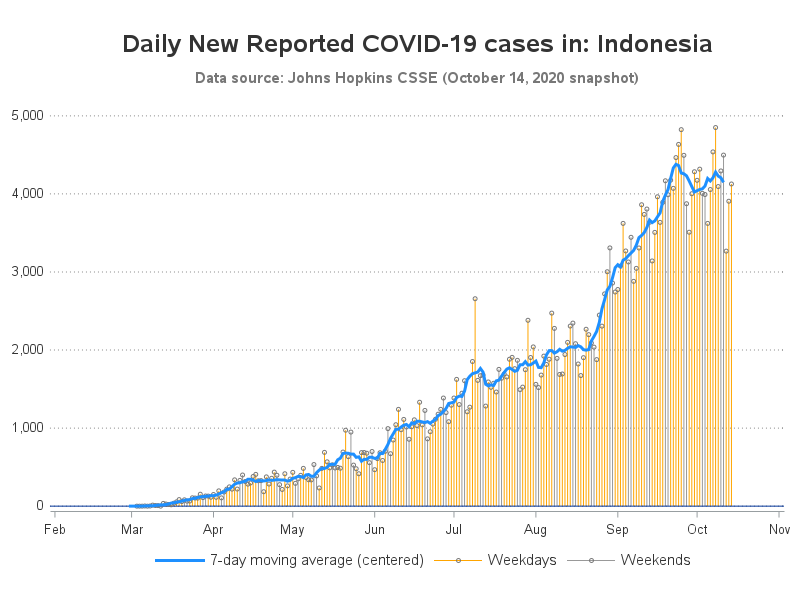 Daily New Reported COVID-19 cases in: Indonesia
Data source: Johns Hopkins CSSE (October 14, 2020 snapshot)
5,000
4,000
3,000
2,000
1,000
0
Feb Mar Apr May Jun Jul Aug Sep Oct Nov
7-day moving average (centered) Weekdays Weekends